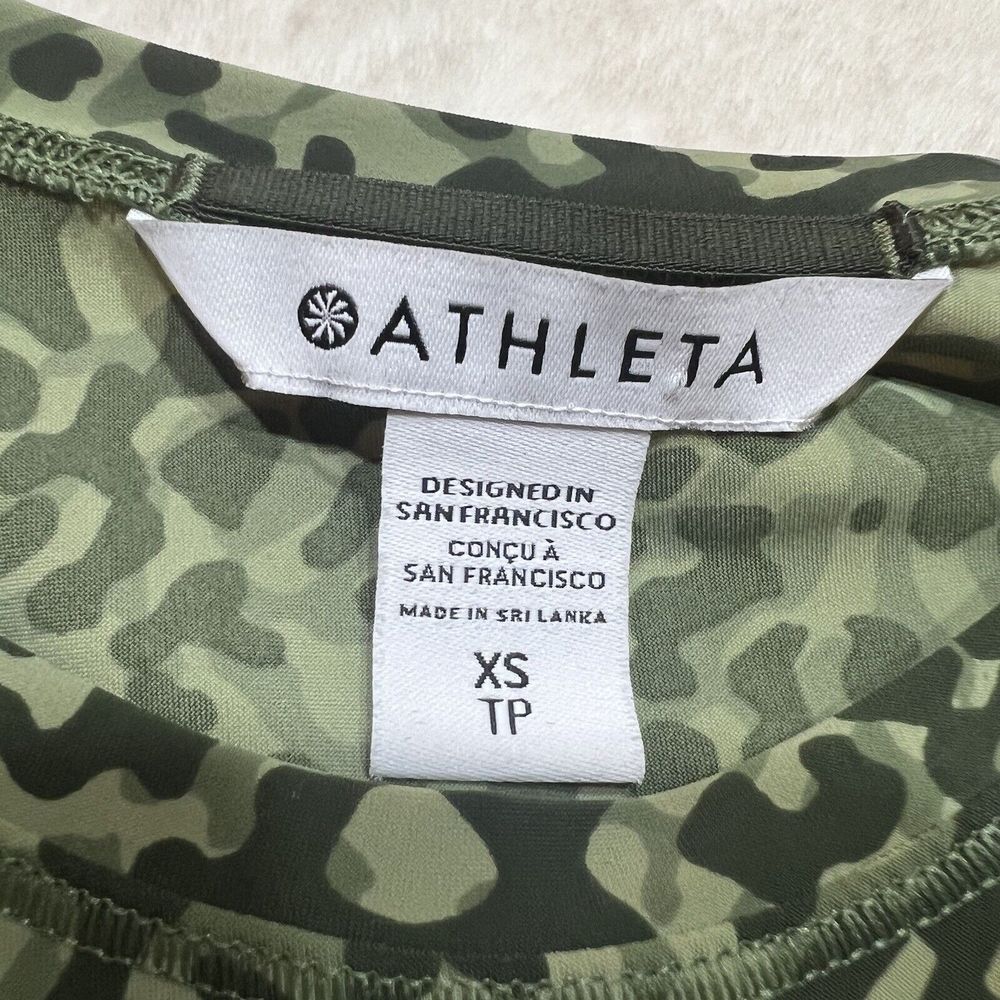 ATHLETA
DESIGNED IN
SAN FRANCISCO
CONÇU À
SAN FRANCISCO
MADE IN SRI LANKA
XS
TP